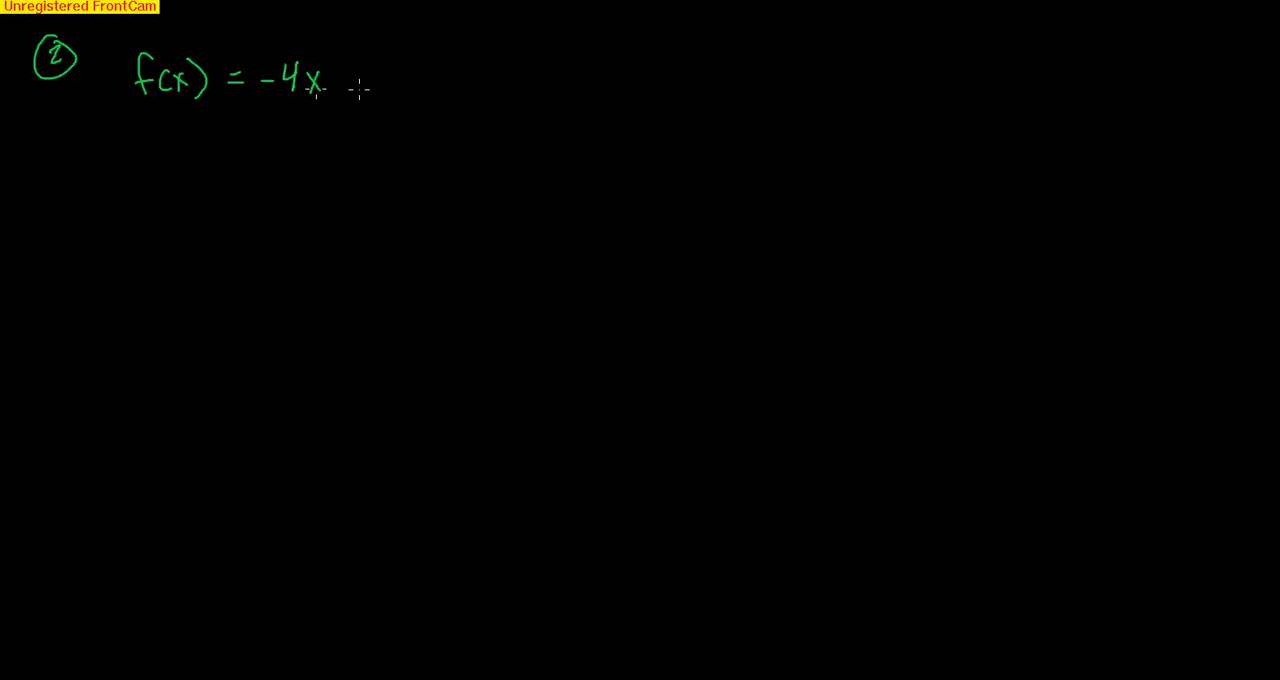 Unregistered FrontCam
2 f(x) = -4x